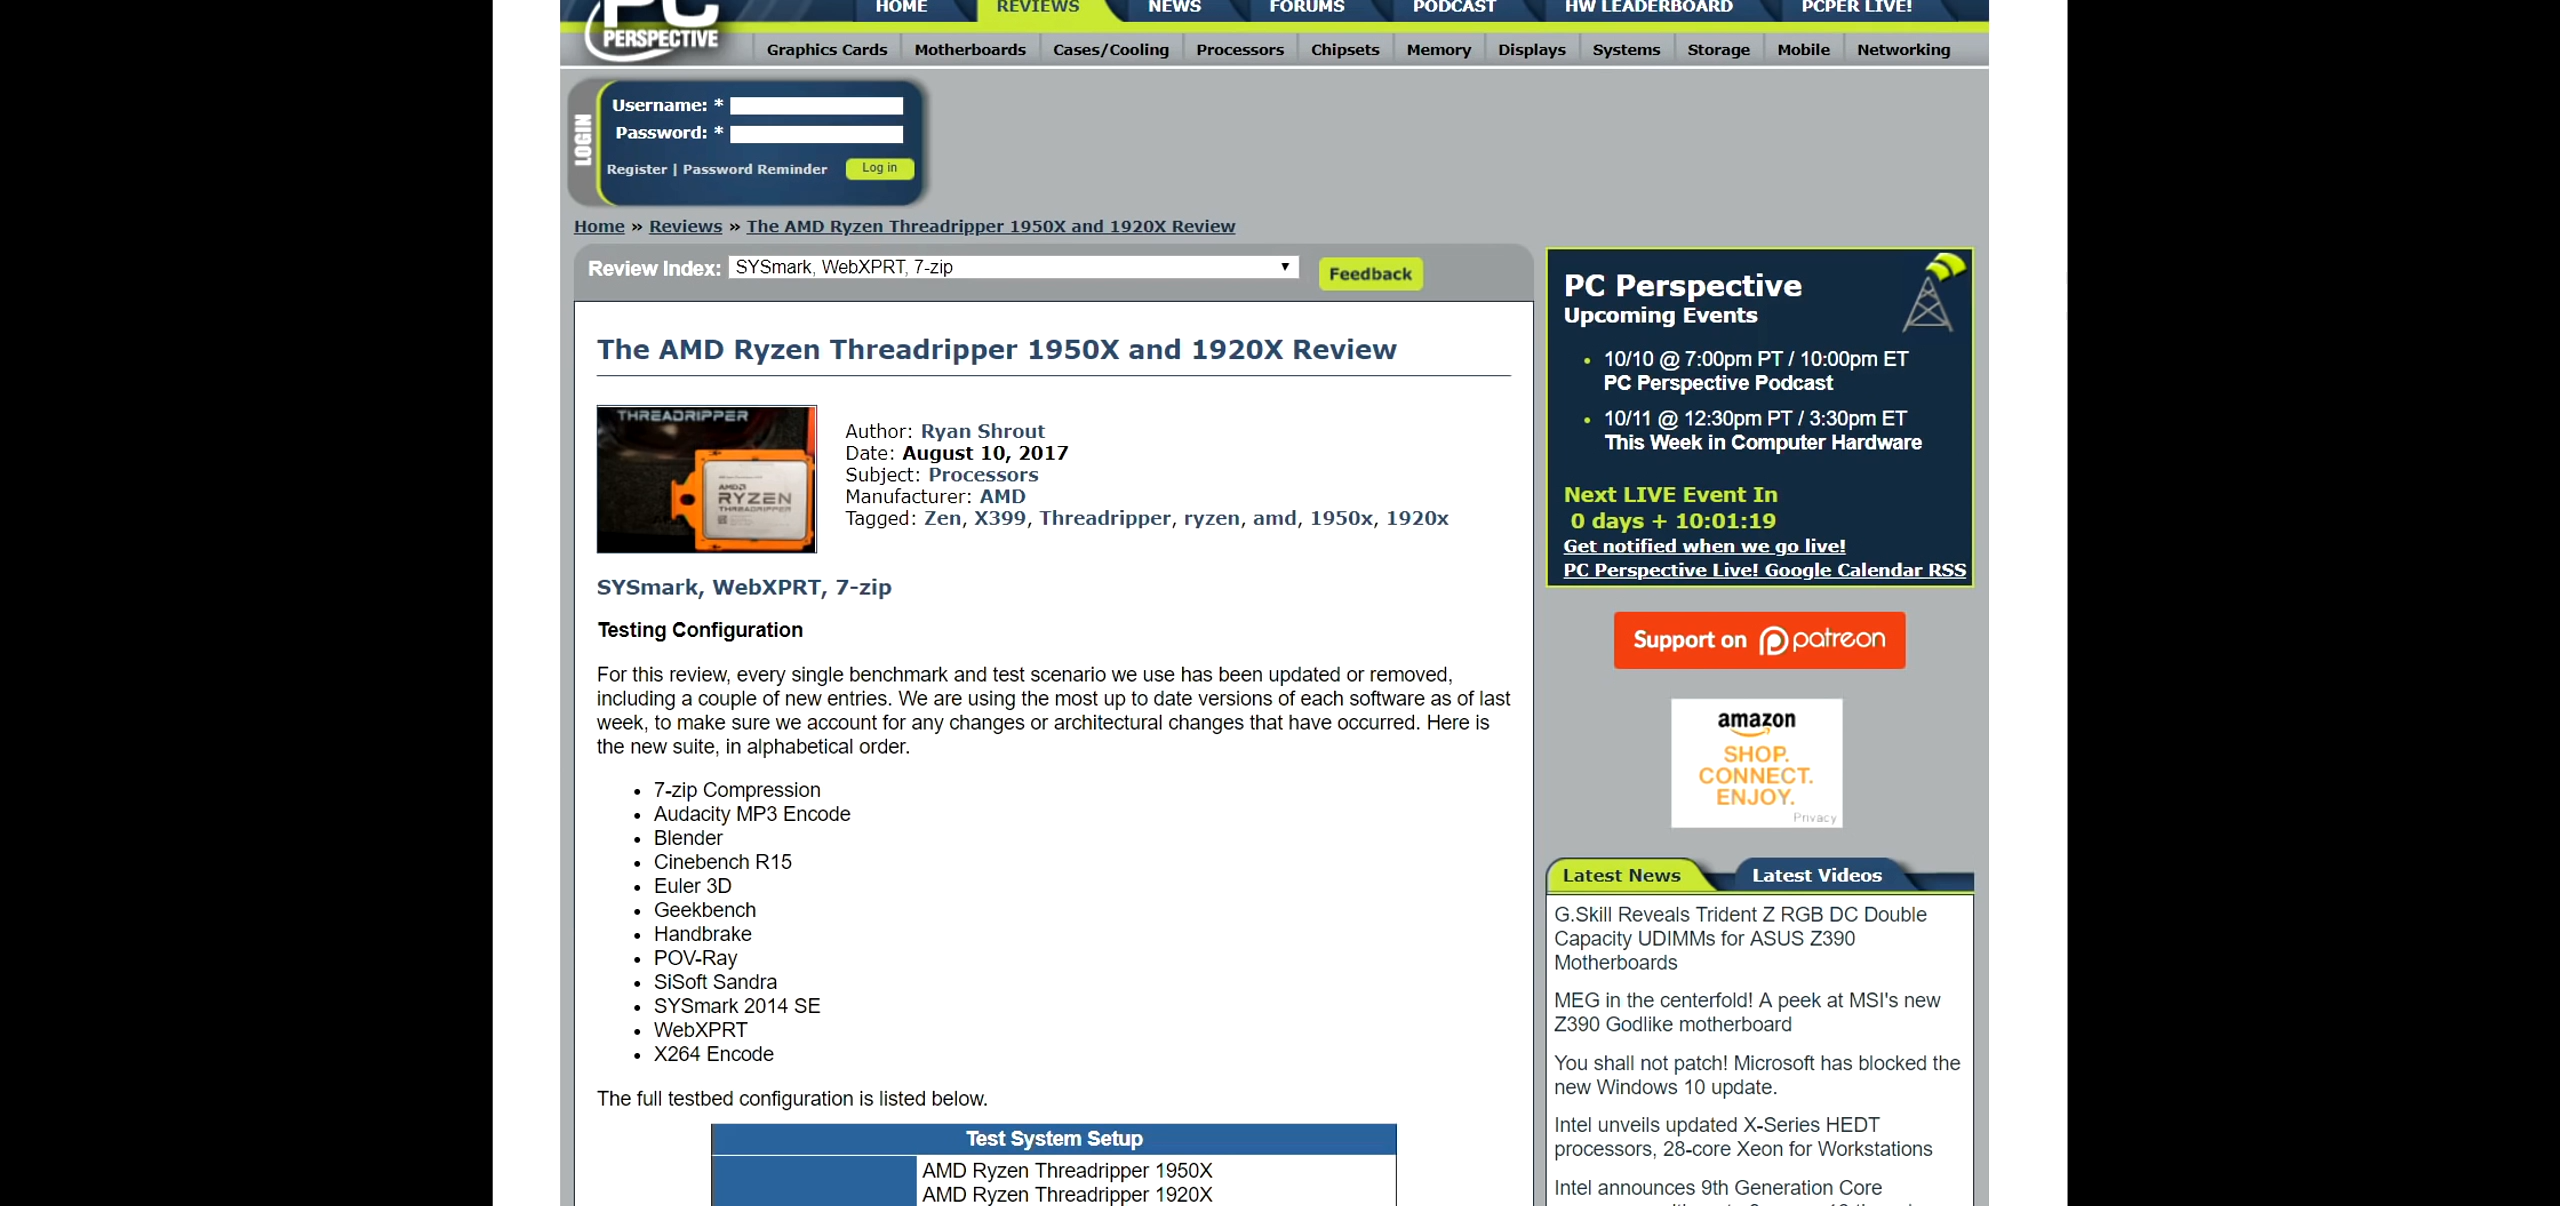 PC
PERSPECTIVE
HOME REVIEWS NEWS FORUMS PODCAST HW LEADERBOARD PCPER LIVE!
Graphics Cards Motherboards Cases/Cooling Processors Chipsets Memory Displays Systems Storage Mobile Networking
LOGIN
Username: *
Password: *
Register | Password Reminder Log in
Home » Reviews » The AMD Ryzen Threadripper 1950X and 1920X Review
Review Index: SYSmark, WebXPRT, 7-zip Feedback
The AMD Ryzen Threadripper 1950X and 1920X Review
THREADRIPPER
AMD
RYZEN
THREADRIPPER
Author: Ryan Shrout
Date: August 10, 2017
Subject: Processors
Manufacturer: AMD
Tagged: Zen, X399, Threadripper, ryzen, amd, 1950x, 1920x
SYSmark, WebXPRT, 7-zip
Testing Configuration
For this review, every single benchmark and test scenario we use has been updated or removed,
including a couple of new entries. We are using the most up to date versions of each software as of last
week, to make sure we account for any changes or architectural changes that have occurred. Here is
the new suite, in alphabetical order.
• 7-zip Compression
• Audacity MP3 Encode
• Blender
• Cinebench R15
• Euler 3D
• Geekbench
• Handbrake
• POV-Ray
• SiSoft Sandra
• SYSmark 2014 SE
• WebXPRT
• X264 Encode
The full testbed configuration is listed below.
Test System Setup
AMD Ryzen Threadripper 1950X
AMD Ryzen Threadripper 1920X
PC Perspective
Upcoming Events
• 10/10 @ 7:00pm PT / 10:00pm ET
PC Perspective Podcast
• 10/11 @ 12:30pm PT / 3:30pm ET
This Week in Computer Hardware
Next LIVE Event In
0 days + 10:01:19
Get notified when we go live!
PC Perspective Live! Google Calendar RSS
Support on patreon
amazon
SHOP.
CONNECT.
ENJOY.
Privacy
Latest News Latest Videos
G.Skill Reveals Trident Z RGB DC Double
Capacity UDIMMs for ASUS Z390
Motherboards
MEG in the centerfold! A peek at MSI's new
Z390 Godlike motherboard
You shall not patch! Microsoft has blocked the
new Windows 10 update.
Intel unveils updated X-Series HEDT
processors, 28-core Xeon for Workstations
Intel announces 9th Generation Core